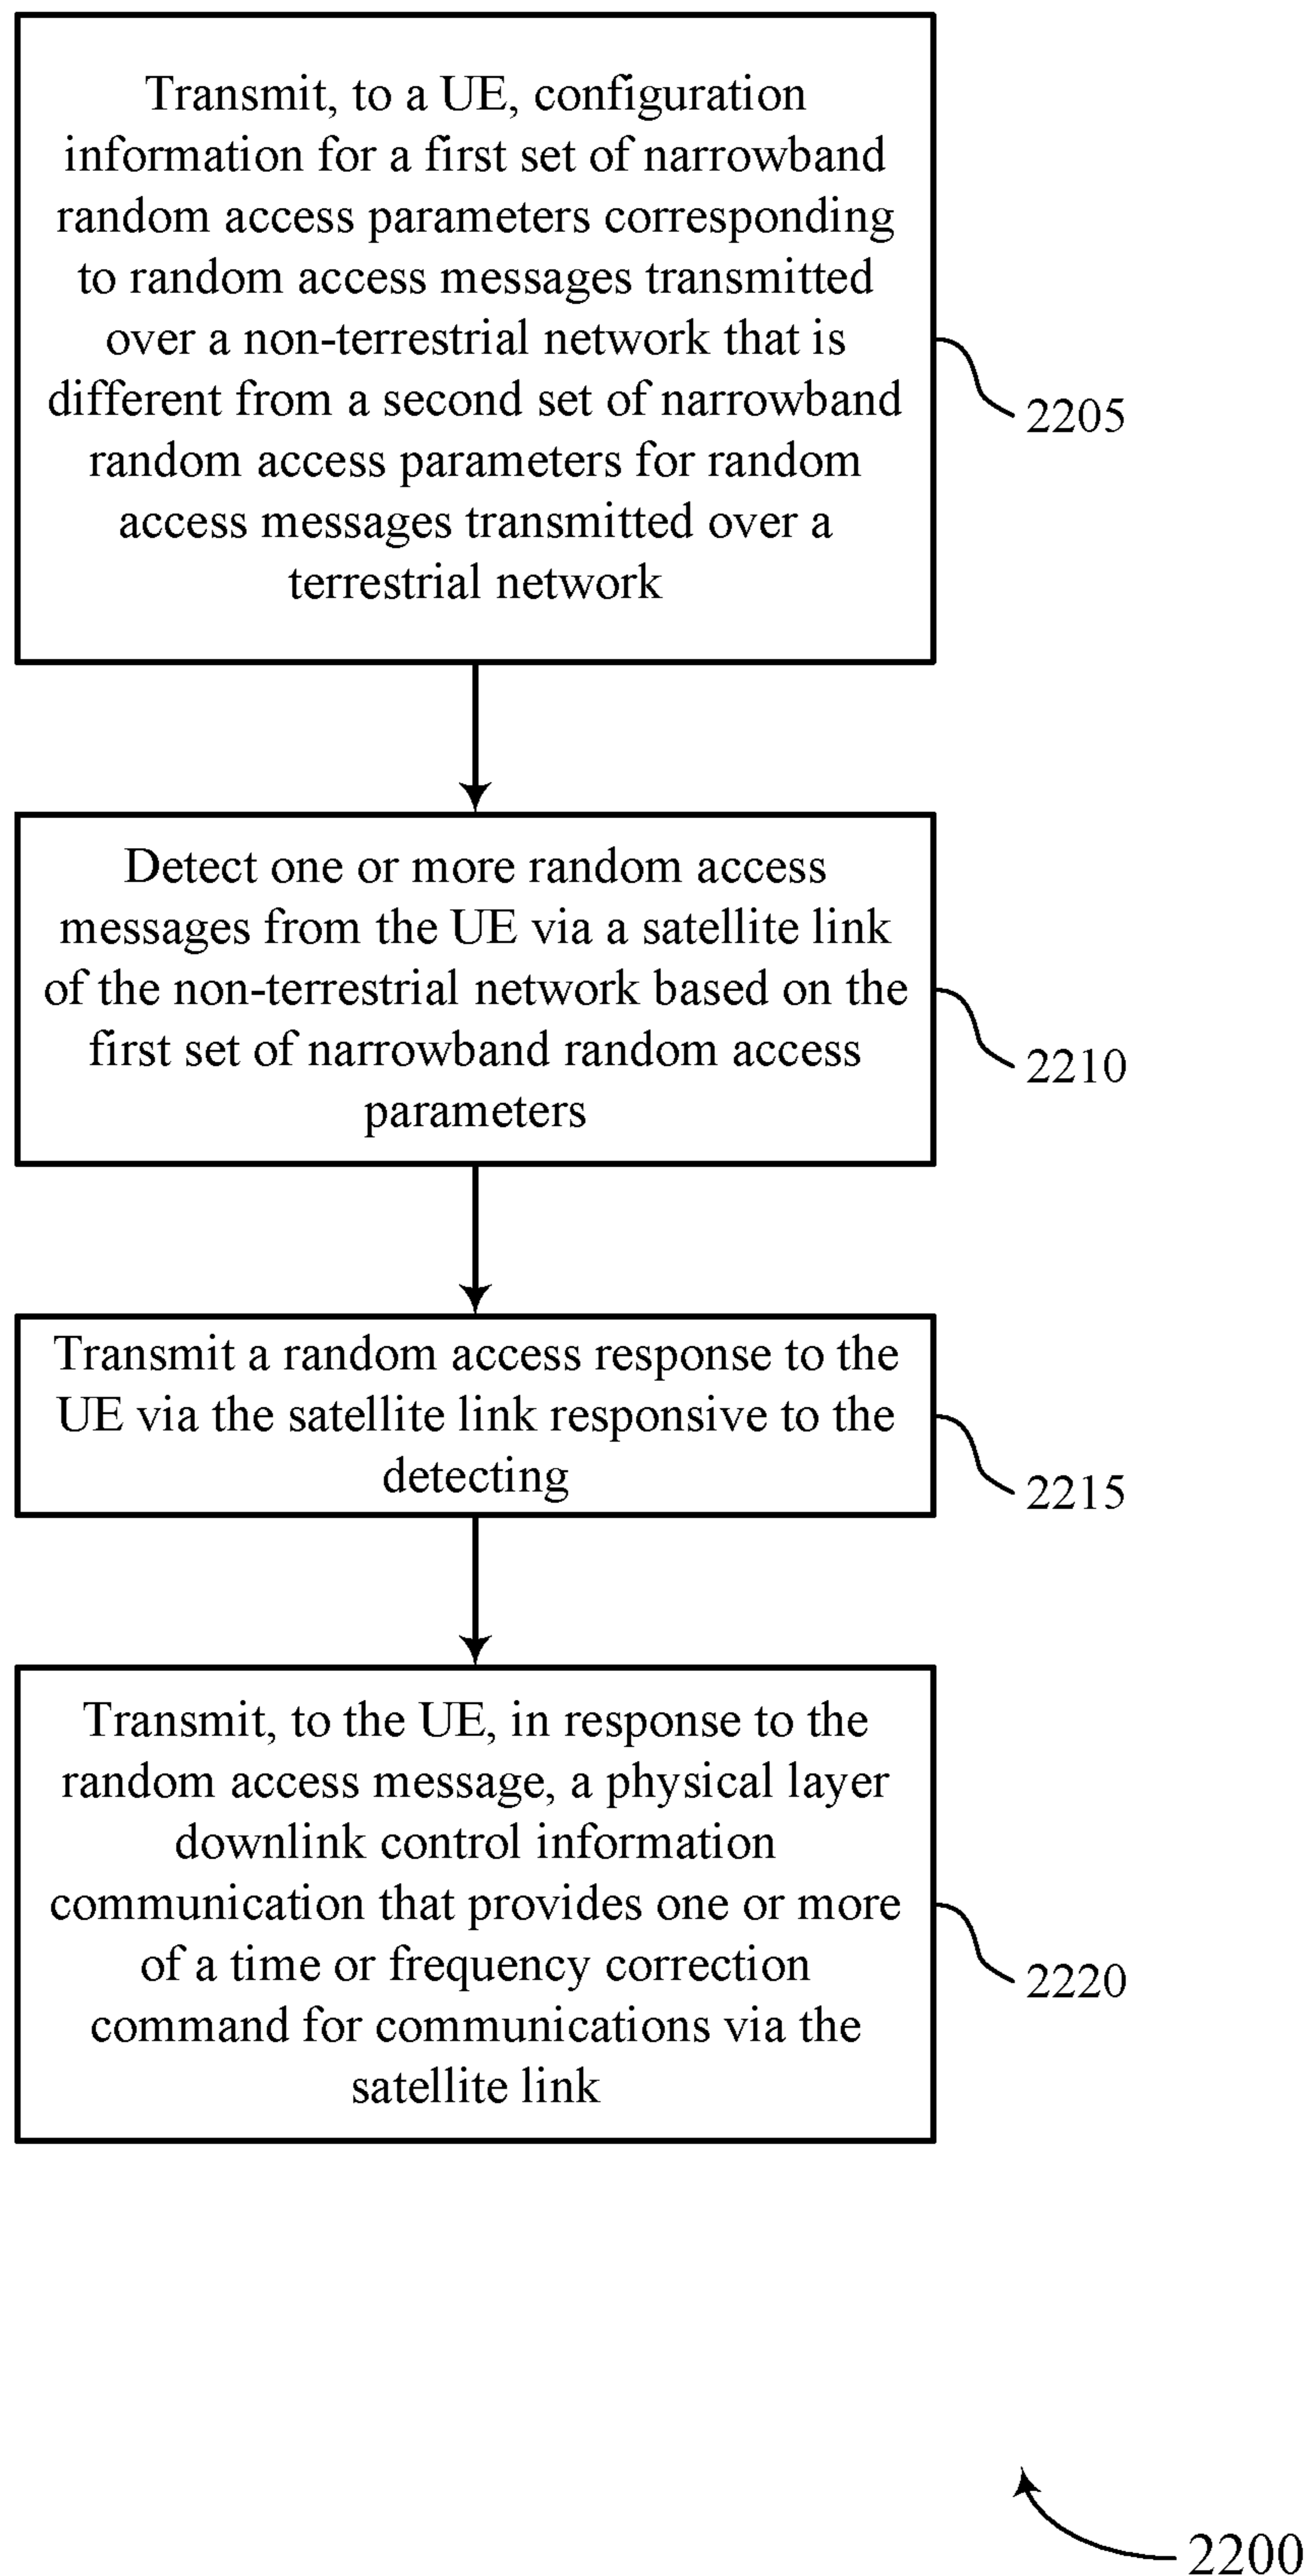 Transmit, to a UE, configuration
information for a first set of narrowband
random access parameters corresponding
to random access messages transmitted
over a non-terrestrial network that is
different from a second set of narrowband
random access parameters for random
access messages transmitted over a
terrestrial network
2205
Detect one or more random access
messages from the UE via a satellite link
of the non-terrestrial network based on the
first set of narrowband random access
parameters
2210
Transmit a random access response to the
UE via the satellite link responsive to the
detecting
2215
Transmit, to the UE, in response to the
random access message, a physical layer
downlink control information
communication that provides one or more
of a time or frequency correction
command for communications via the
satellite link
2220
2200